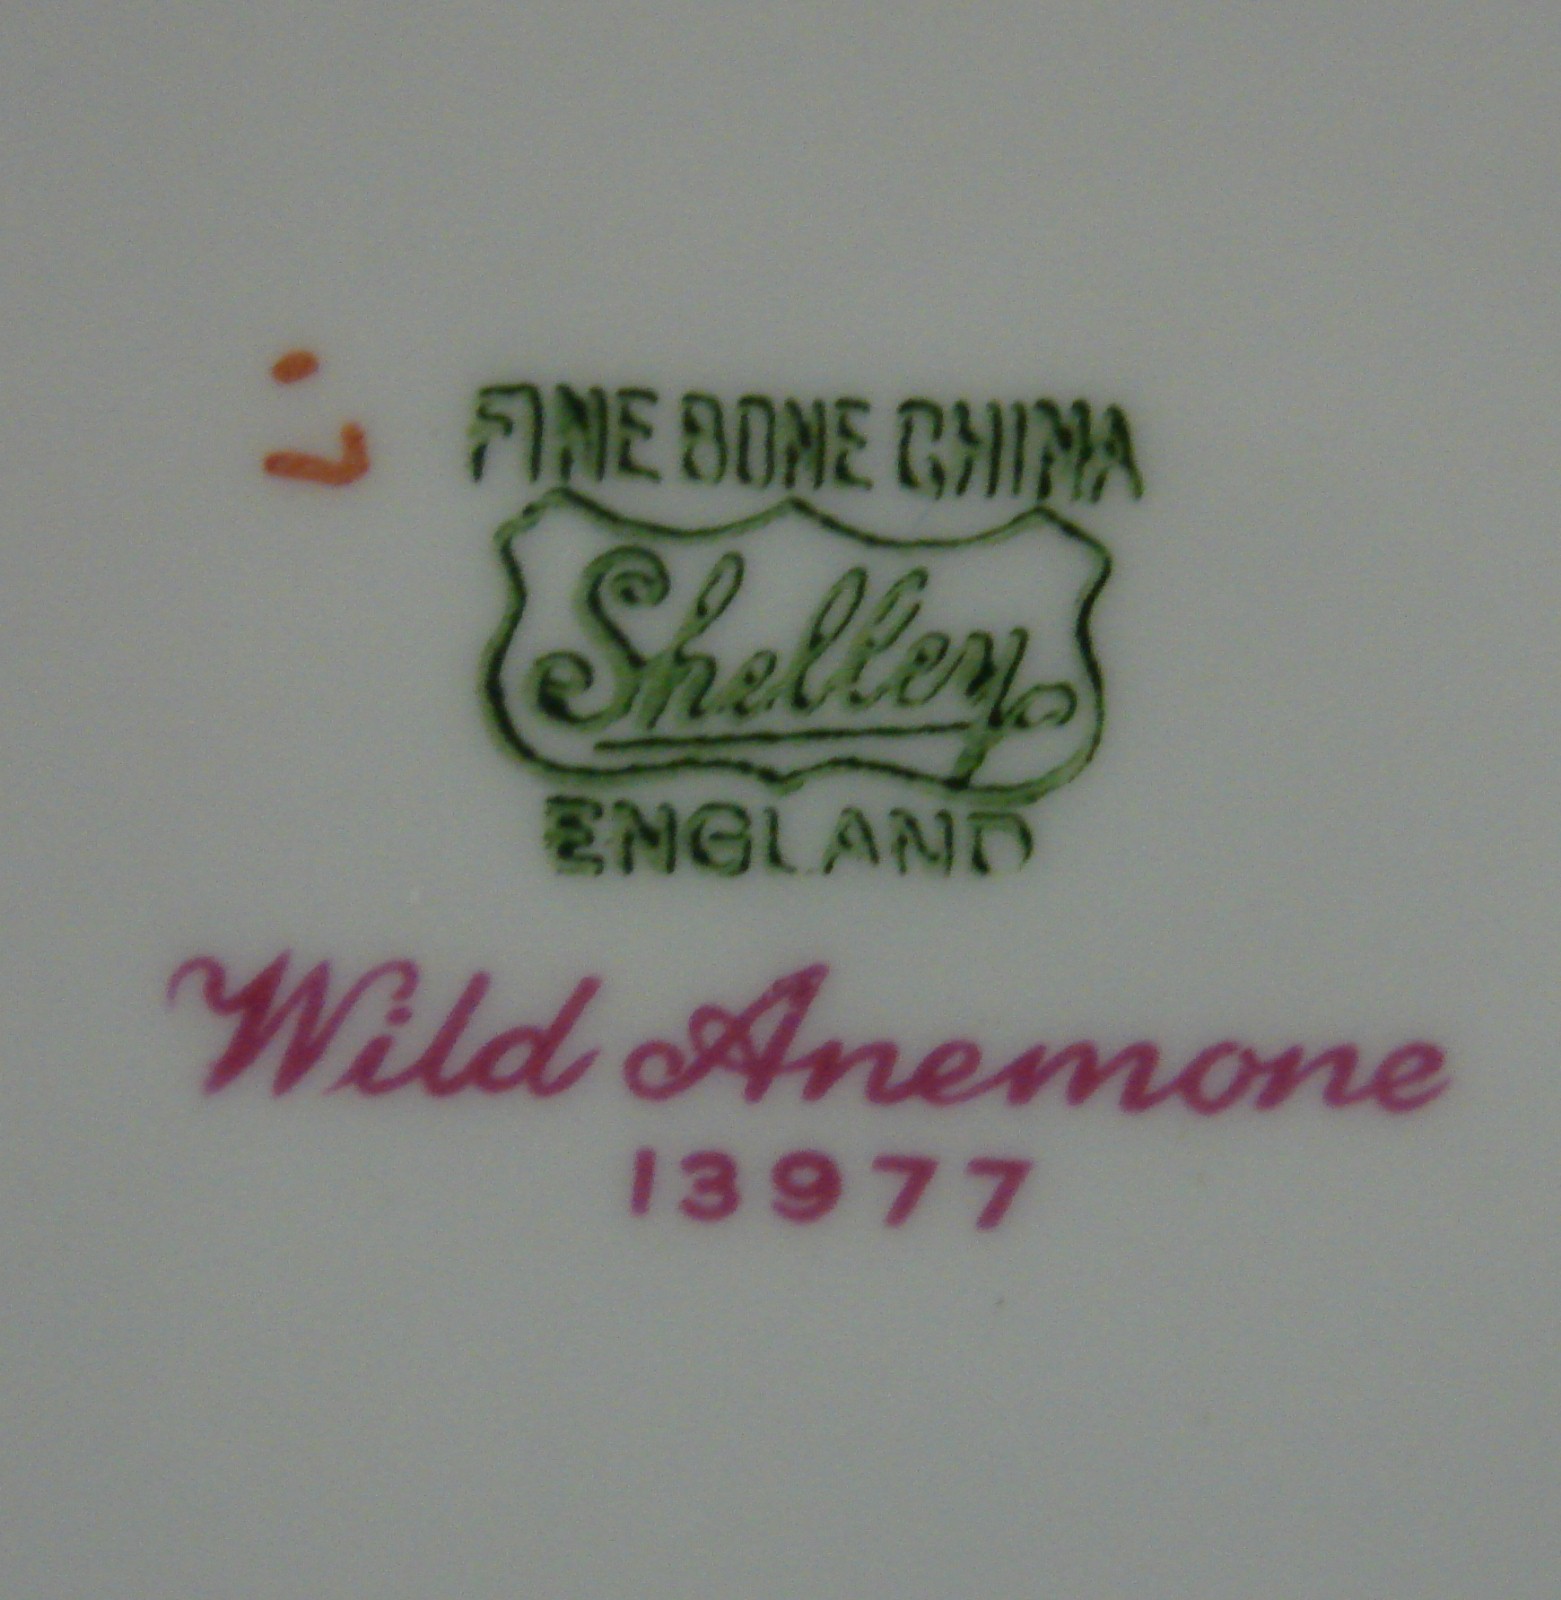 FINE BONE CHINA
Shelley
ENGLAND
Wild Anemone
13977